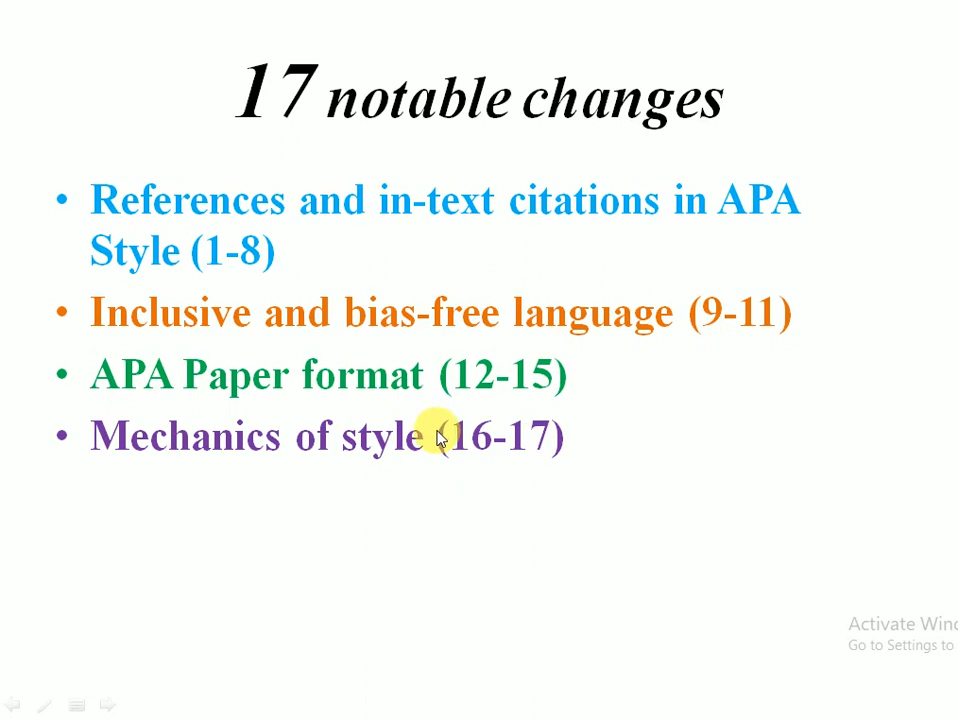 17 notable changes
• References and in-text citations in APA
Style (1-8)
• Inclusive and bias-free language (9-11)
• APA Paper format (12-15)
• Mechanics of style (16-17)
Activate Wind
Go to Settings to